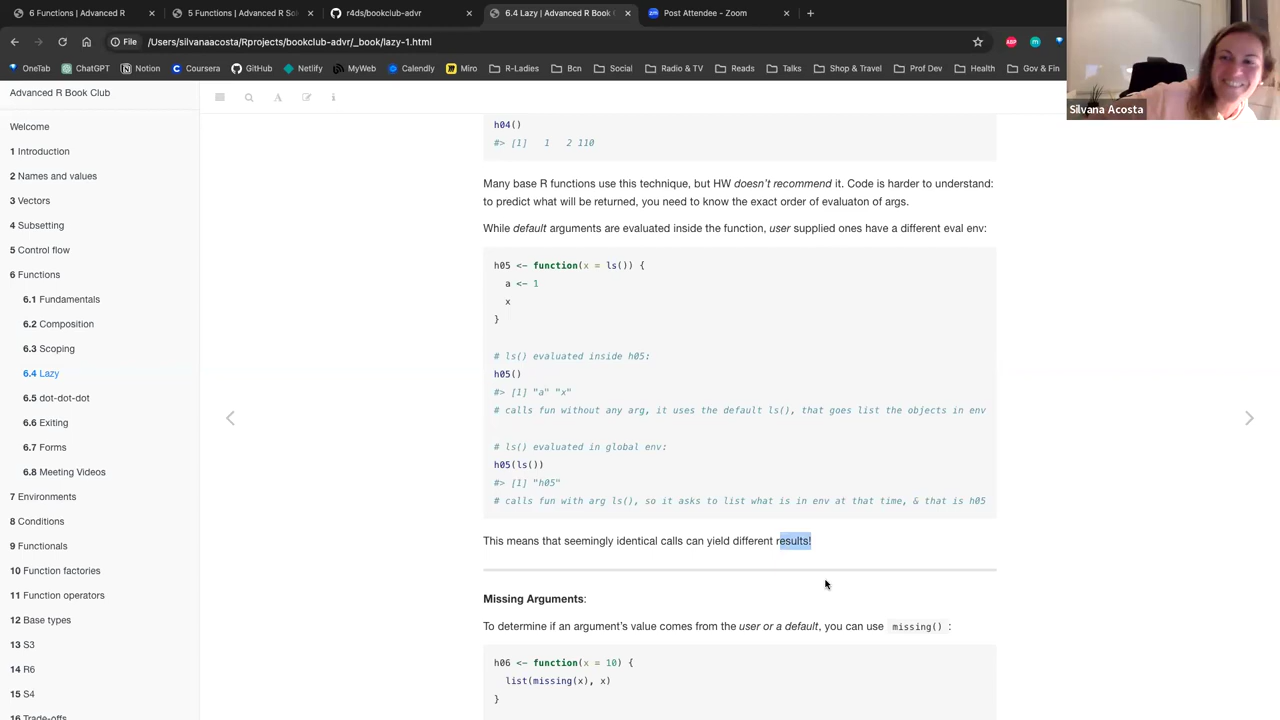 6 Functions | Advanced R
5 Functions | Advanced R Sol
r4ds/bookclub-advr
6.4 Lazy | Advanced R Book
Post Attendee - Zoom
File
/Users/silvanaacosta/Rprojects/bookclub-advr/_book/lazy-1.html
OneTab
ChatGPT
Notion
Coursera
GitHub
Netlify
MyWeb
Calendly
Miro
R-Ladies
Bcn
Social
Radio & TV
Reads
Talks
Shop & Travel
Prof Dev
Health
Gov & Fin
Silvana Acosta
Advanced R Book Club
Welcome
1 Introduction
2 Names and values
3 Vectors
4 Subsetting
5 Control flow
6 Functions
6.1 Fundamentals
6.2 Composition
6.3 Scoping
6.4 Lazy
6.5 dot-dot-dot
6.6 Exiting
6.7 Forms
6.8 Meeting Videos
7 Environments
8 Conditions
9 Functionals
10 Function factories
11 Function operators
12 Base types
13 S3
14 R6
15 S4
16 Trade-offs
h04()
#> [1]   1   2 110
Many base R functions use this technique, but HW doesn't recommend it. Code is harder to understand:
to predict what will be returned, you need to know the exact order of evaluaton of args.
While default arguments are evaluated inside the function, user supplied ones have a different eval env:
h05 <- function(x = ls()) {
  a <- 1
  x
}
# ls() evaluated inside h05:
h05()
#> [1] "a" "x"
# calls fun without any arg, it uses the default ls(), that goes list the objects in env
# ls() evaluated in global env:
h05(ls())
#> [1] "h05"
# calls fun with arg ls(), so it asks to list what is in env at that time, & that is h05
This means that seemingly identical calls can yield different results!
Missing Arguments:
To determine if an argument's value comes from the user or a default, you can use missing() :
h06 <- function(x = 10) {
  list(missing(x), x)
}